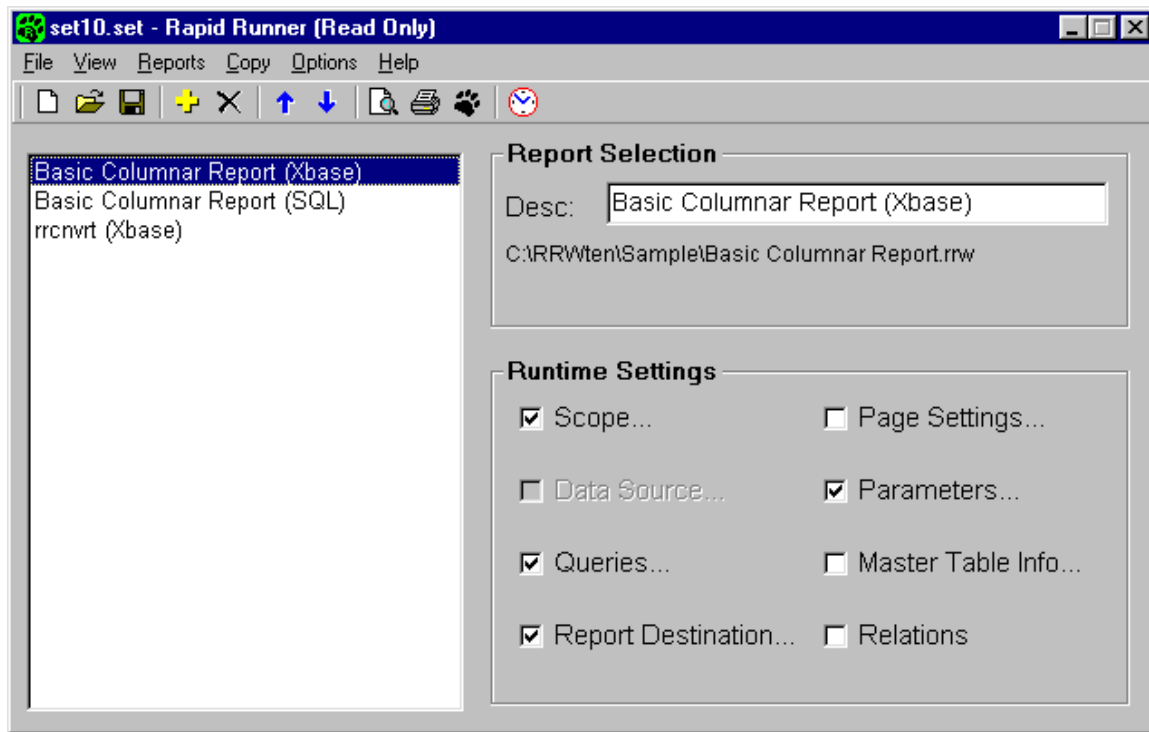 set10.set - Rapid Runner (Read Only)
File View Reports Copy Options Help
Basic Columnar Report (Xbase)
Basic Columnar Report (SQL)
rrcnvrt (Xbase)
Report Selection
Desc: Basic Columnar Report (Xbase)
C:\RRWten\Sample\Basic Columnar Report.rrw
Runtime Settings
Scope... Page Settings...
Data Source... Parameters...
Queries... Master Table Info...
Report Destination... Relations